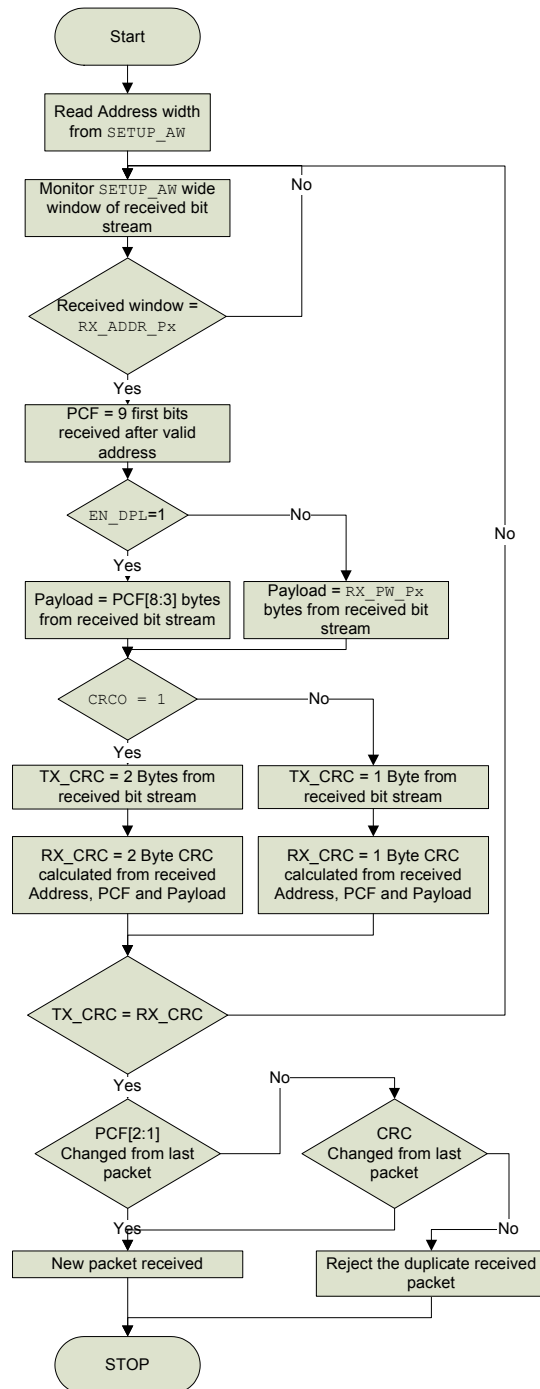 Start
Read Address width
from SETUP_AW
No
Monitor SETUP_AW wide
window of received bit
stream
Received window =
RX_ADDR_Px
Yes
PCF = 9 first bits
received after valid
address
EN_DPL=1
No
No
Yes
Payload = PCF[8:3] bytes
from received bit stream
Payload = RX_PW_Px
bytes from received bit
stream
CRCO = 1
No
Yes
TX_CRC = 2 Bytes from
received bit stream
TX_CRC = 1 Byte from
received bit stream
RX_CRC = 2 Byte CRC
calculated from received
Address, PCF and Payload
RX_CRC = 1 Byte CRC
calculated from received
Address, PCF and Payload
TX_CRC = RX_CRC
Yes
No
PCF[2:1]
Changed from last
packet
CRC
Changed from last
packet
Yes
No
New packet received
Reject the duplicate received
packet
STOP